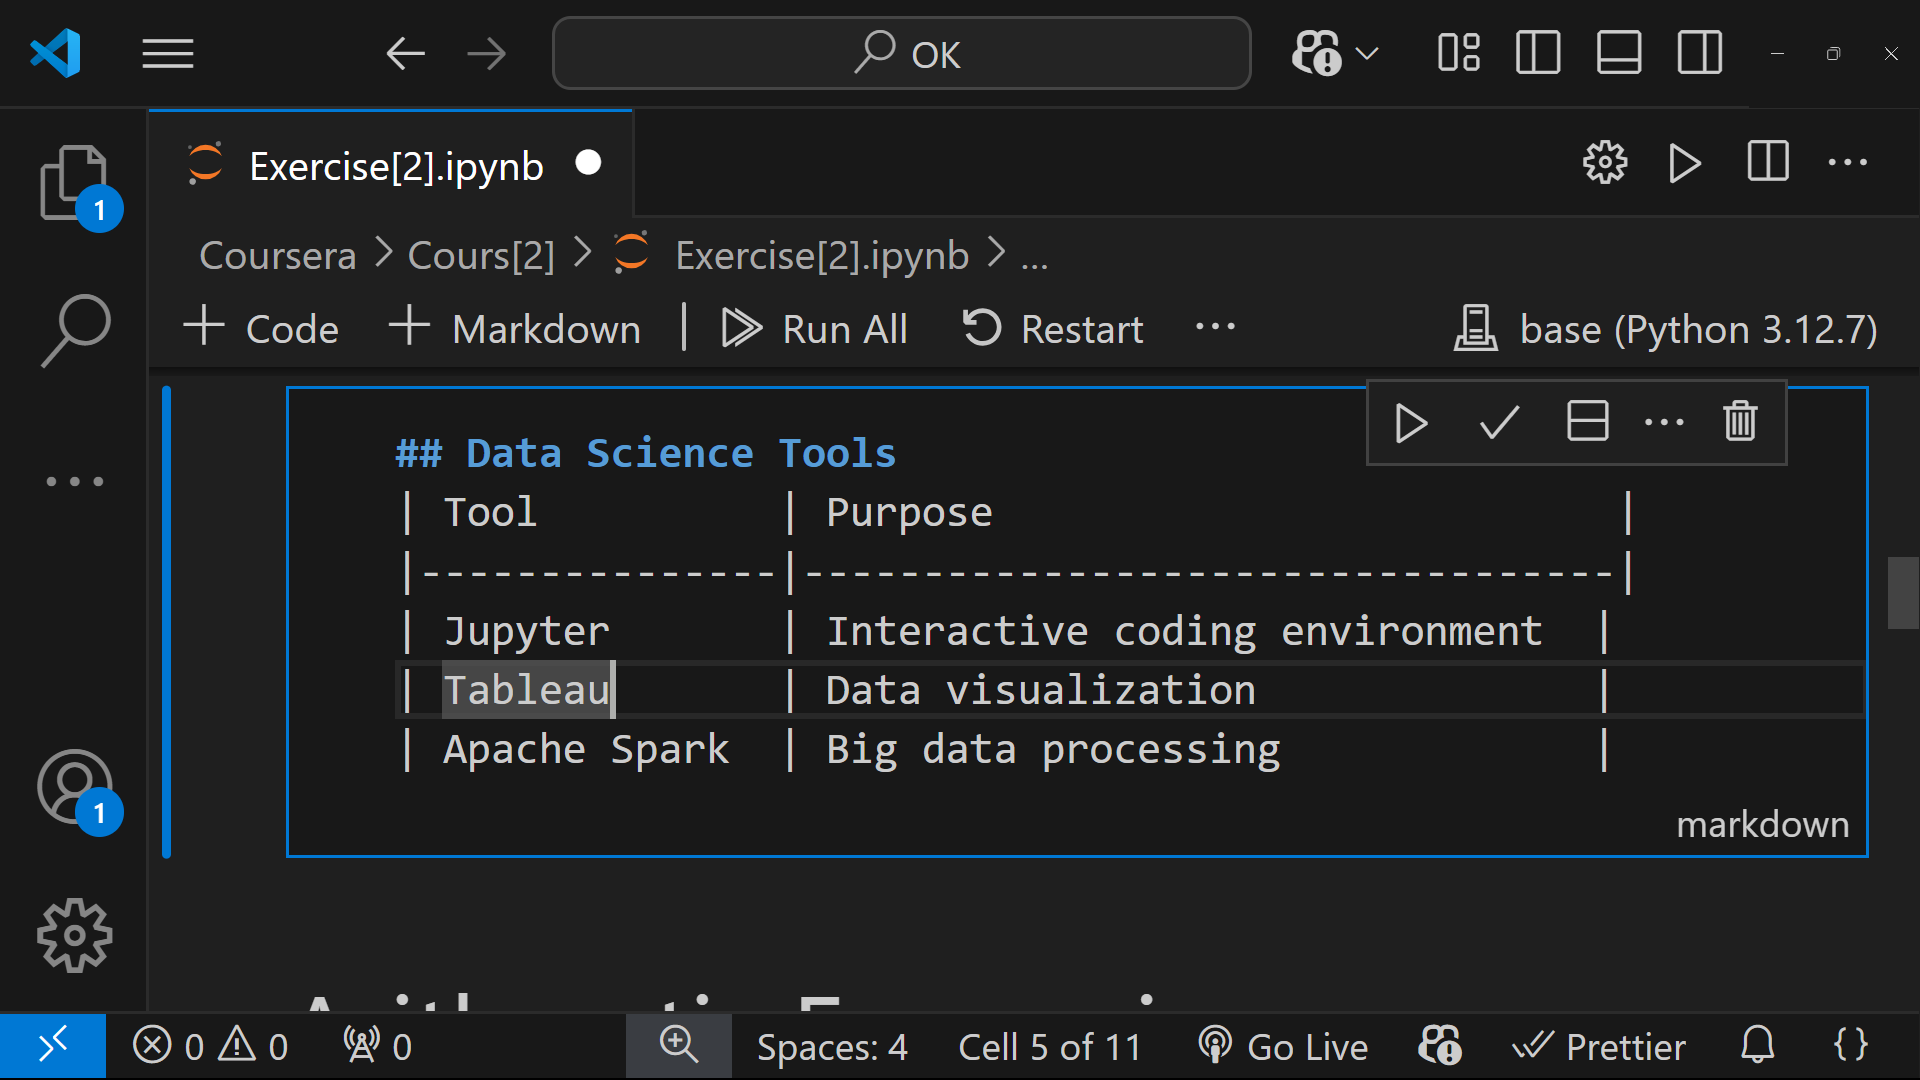 OK
Exercise[2].ipynb
1
Coursera > Cours[2] > Exercise[2].ipynb > ...
+ Code + Markdown | Run All Restart ... base (Python 3.12.7)
## Data Science Tools
| Tool          | Purpose                          |
|---------------|----------------------------------|
| Jupyter       | Interactive coding environment  |
| Tableau       | Data visualization              |
| Apache Spark  | Big data processing             |
markdown
1
0 0 0 Spaces: 4 Cell 5 of 11 Go Live Prettier {}